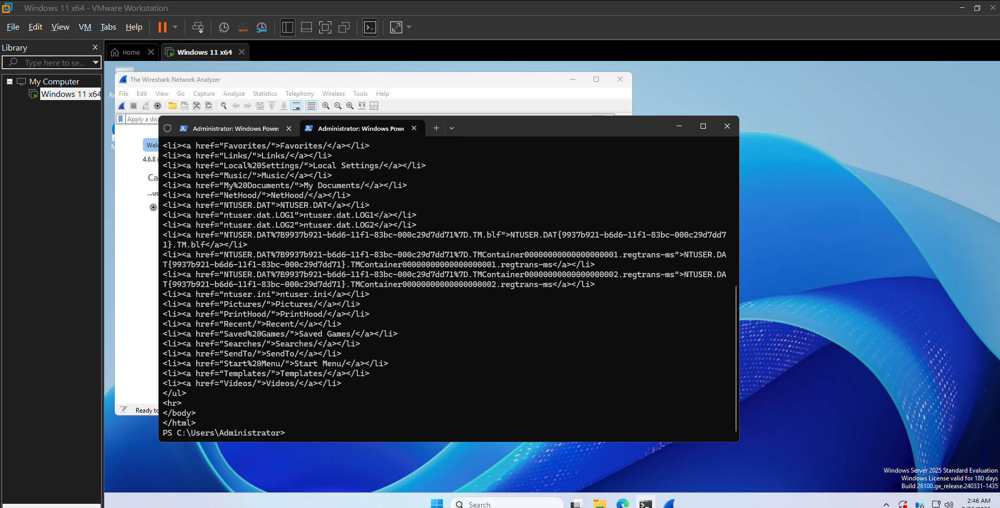 Windows 11 x64 - VMware Workstation
File Edit View VM Tabs Help
Library
Type here to se...
My Computer
Windows 11 x64
Home
Windows 11 x64
The Wireshark Network Analyzer
File Edit View Go Capture Analyze Statistics Telephony Wireless Tools Help
Apply a dis
Welc
4.6.8 (
Ca
...us
Ready to
Administrator: Windows Power
Administrator: Windows Powe
<li><a href="Favorites/">Favorites/</a></li>
<li><a href="Links/">Links/</a></li>
<li><a href="Local%20Settings/">Local Settings/</a></li>
<li><a href="Music/">Music/</a></li>
<li><a href="My%20Documents/">My Documents/</a></li>
<li><a href="NetHood/">NetHood/</a></li>
<li><a href="NTUSER.DAT">NTUSER.DAT</a></li>
<li><a href="ntuser.dat.LOG1">ntuser.dat.LOG1</a></li>
<li><a href="ntuser.dat.LOG2">ntuser.dat.LOG2</a></li>
<li><a href="NTUSER.DAT%7B9937b921-b6d6-11f1-83bc-000c29d7dd71%7D.TM.blf">NTUSER.DAT{9937b921-b6d6-11f1-83bc-000c29d7dd7
1}.TM.blf</a></li>
<li><a href="NTUSER.DAT%7B9937b921-b6d6-11f1-83bc-000c29d7dd71%7D.TMContainer00000000000000000001.regtrans-ms">NTUSER.DA
T{9937b921-b6d6-11f1-83bc-000c29d7dd71}.TMContainer00000000000000000001.regtrans-ms</a></li>
<li><a href="NTUSER.DAT%7B9937b921-b6d6-11f1-83bc-000c29d7dd71%7D.TMContainer00000000000000000002.regtrans-ms">NTUSER.DA
T{9937b921-b6d6-11f1-83bc-000c29d7dd71}.TMContainer00000000000000000002.regtrans-ms</a></li>
<li><a href="ntuser.ini">ntuser.ini</a></li>
<li><a href="Pictures/">Pictures/</a></li>
<li><a href="PrintHood/">PrintHood/</a></li>
<li><a href="Recent/">Recent/</a></li>
<li><a href="Saved%20Games/">Saved Games/</a></li>
<li><a href="Searches/">Searches/</a></li>
<li><a href="SendTo/">SendTo/</a></li>
<li><a href="Start%20Menu/">Start Menu/</a></li>
<li><a href="Templates/">Templates/</a></li>
<li><a href="Videos/">Videos/</a></li>
</ul>
<hr>
</body>
</html>
PS C:\Users\Administrator>
Windows Server 2025 Standard Evaluation
Windows License valid for 180 days
Build 26100.ge_release.240331-1435
Search
2:46 AM